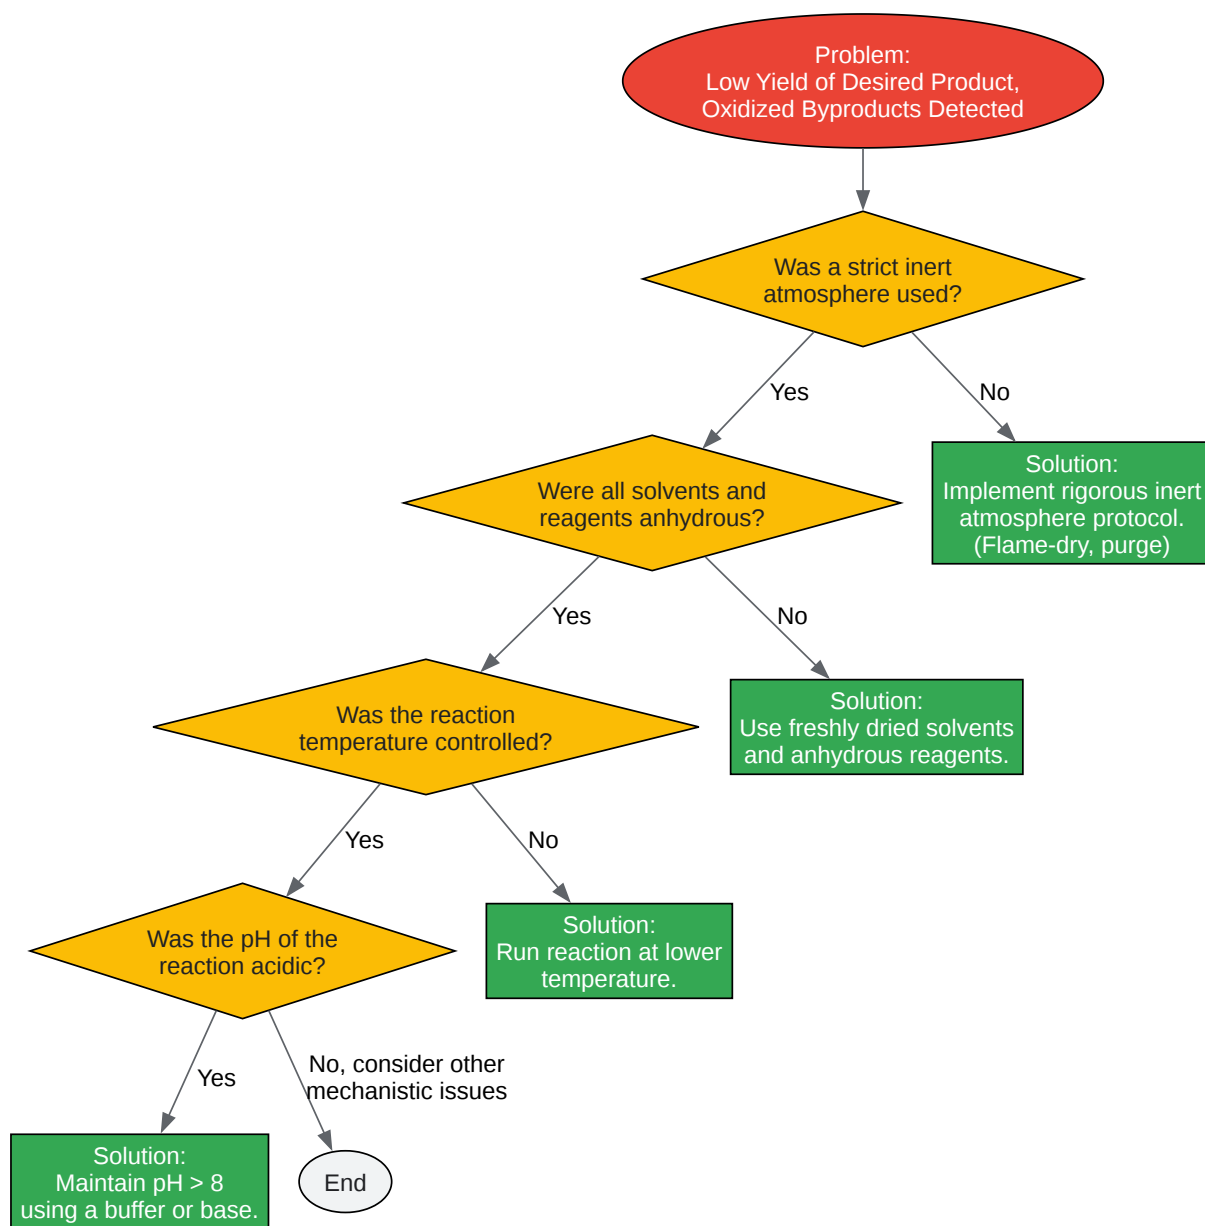 Problem:
Low Yield of Desired Product,
Oxidized Byproducts Detected
Was a strict inert
atmosphere used?
Yes
No
Were all solvents and
reagents anhydrous?
Solution:
Implement rigorous inert
atmosphere protocol.
(Flame-dry, purge)
Yes
No
Was the reaction
temperature controlled?
Solution:
Use freshly dried solvents
and anhydrous reagents.
Yes
No
Was the pH of the
reaction acidic?
Solution:
Run reaction at lower
temperature.
Yes
No, consider other
mechanistic issues
Solution:
Maintain pH > 8
using a buffer or base.
End